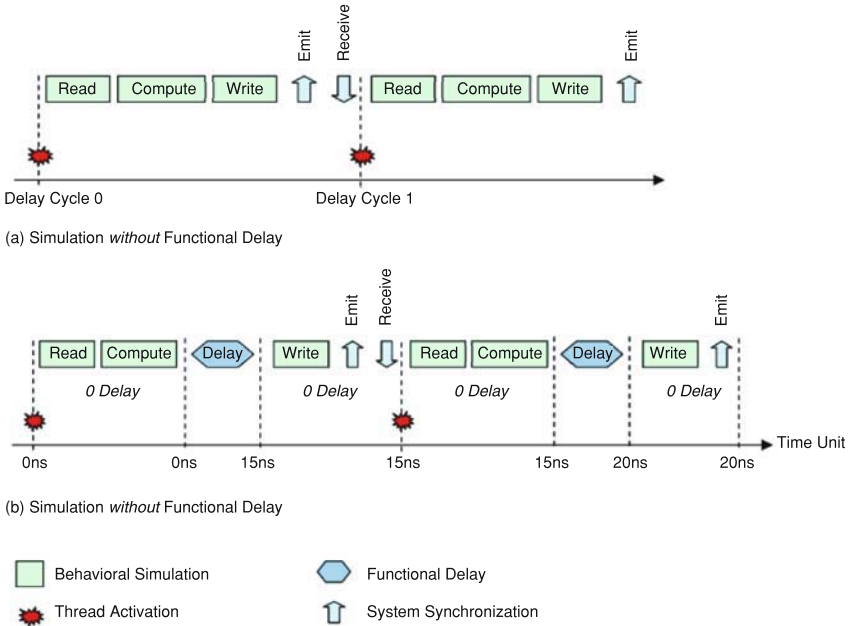 Emit
Receive
Emit
Read Compute Write Read Compute Write
Delay Cycle 0 Delay Cycle 1
(a) Simulation without Functional Delay
Emit
Receive
Emit
Read Compute Delay Write Read Compute Delay Write
0 Delay 0 Delay 0 Delay 0 Delay
Time Unit
0ns 0ns 15ns 15ns 15ns 20ns 20ns
(b) Simulation without Functional Delay
Behavioral Simulation Functional Delay
Thread Activation System Synchronization